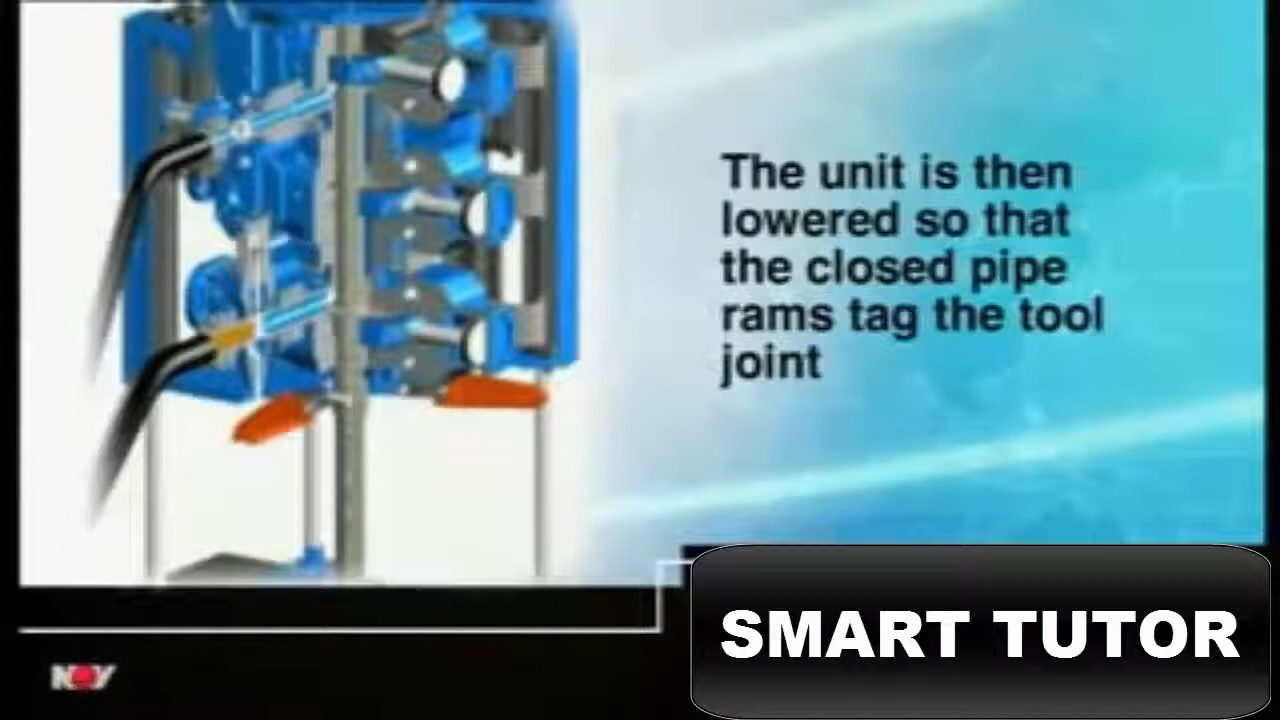 The unit is then
lowered so that
the closed pipe
rams tag the tool
joint
SMART TUTOR
NOV